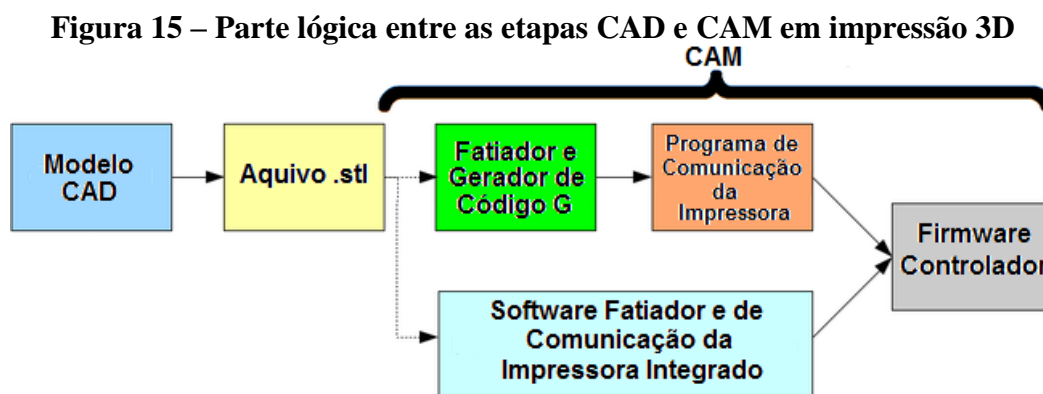 Figura 15 – Parte lógica entre as etapas CAD e CAM em impressão 3D
CAM
Modelo
CAD
Aquivo .stl
Fatiador e
Gerador de
Código G
Programa de
Comunicação
da
Impressora
Firmware
Controlador
Software Fatiador e de
Comunicação da
Impressora Integrado